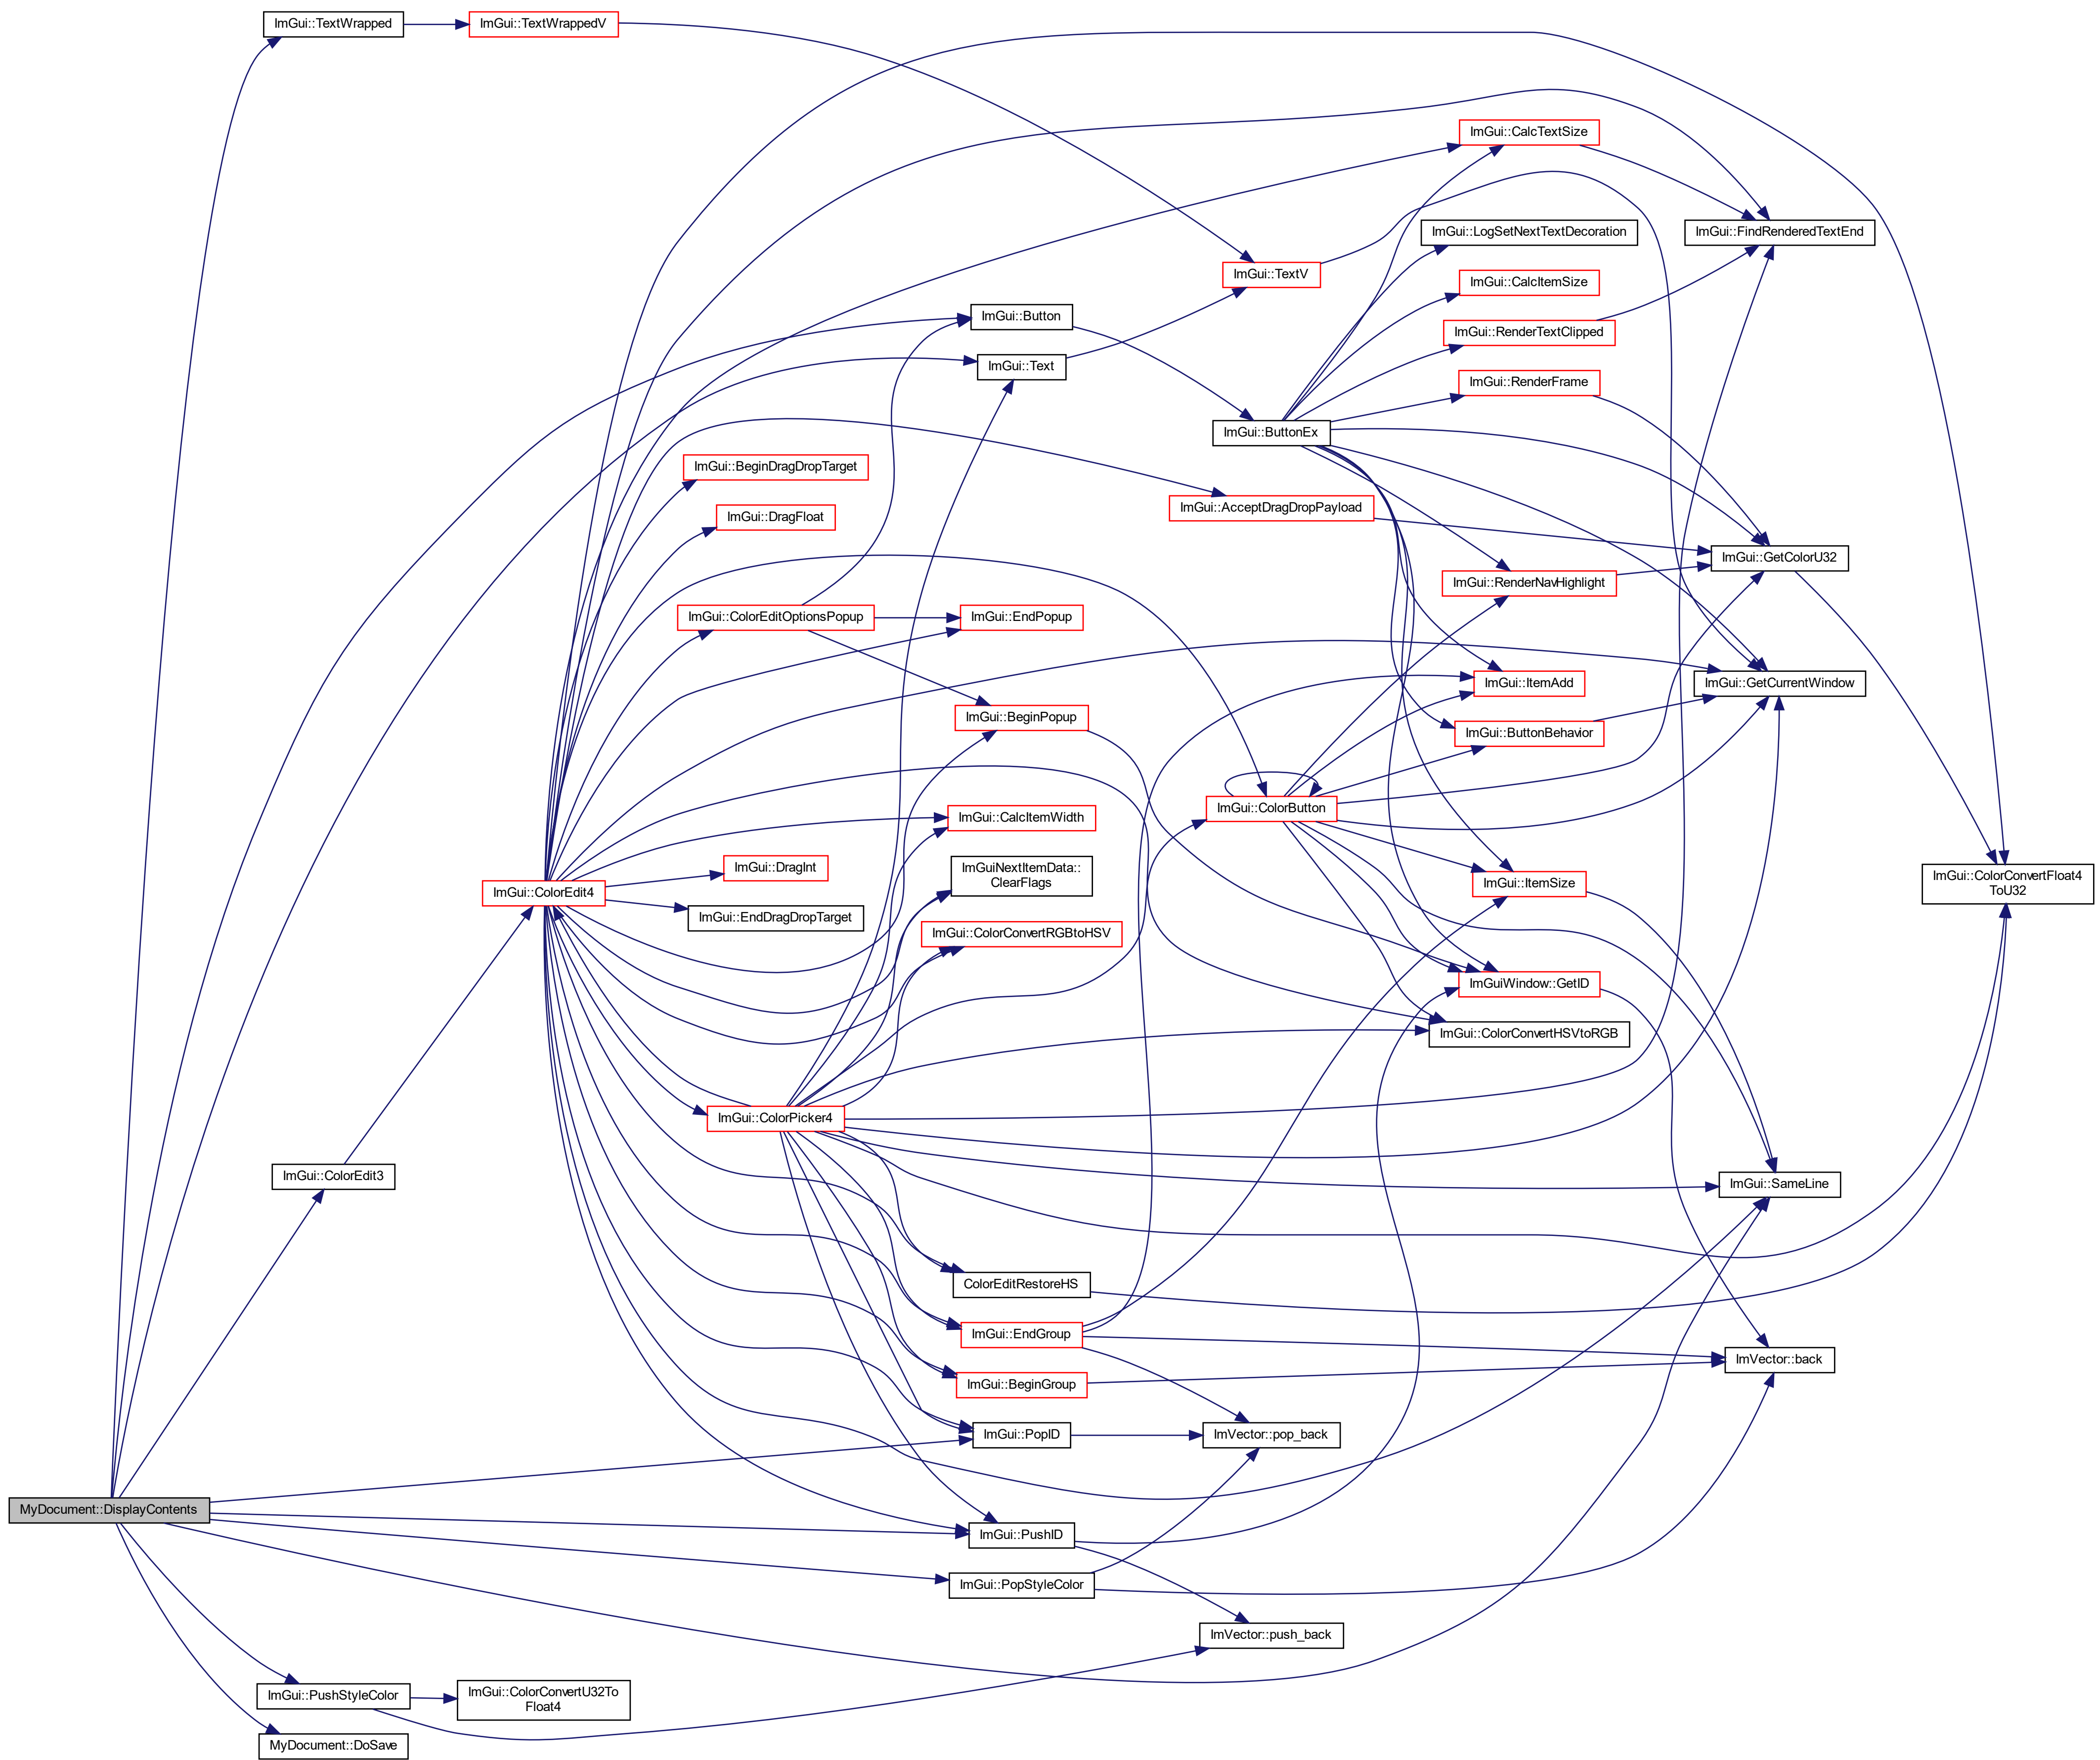 ImGui::TextWrapped
ImGui::TextWrappedV
ImGui::CalcTextSize
ImGui::LogSetNextTextDecoration
ImGui::FindRenderedTextEnd
ImGui::TextV
ImGui::CalcItemSize
ImGui::Button
ImGui::RenderTextClipped
ImGui::Text
ImGui::RenderFrame
ImGui::ButtonEx
ImGui::BeginDragDropTarget
ImGui::AcceptDragDropPayload
ImGui::DragFloat
ImGui::GetColorU32
ImGui::RenderNavHighlight
ImGui::ColorEditOptionsPopup
ImGui::EndPopup
ImGui::ItemAdd
ImGui::GetCurrentWindow
ImGui::BeginPopup
ImGui::ButtonBehavior
ImGui::ColorButton
ImGui::CalcItemWidth
ImGui::DragInt
ImGuiNextItemData::
ClearFlags
ImGui::ColorEdit4
ImGui::ItemSize
ImGui::ColorConvertFloat4
ToU32
ImGui::EndDragDropTarget
ImGui::ColorConvertRGBtoHSV
ImGuiWindow::GetID
ImGui::ColorConvertHSVtoRGB
ImGui::ColorPicker4
ImGui::ColorEdit3
ImGui::SameLine
ColorEditRestoreHS
ImGui::EndGroup
ImVector::back
ImGui::BeginGroup
ImGui::PopID
ImVector::pop_back
MyDocument::DisplayContents
ImGui::PushID
ImGui::PopStyleColor
ImVector::push_back
ImGui::PushStyleColor
ImGui::ColorConvertU32To
Float4
MyDocument::DoSave